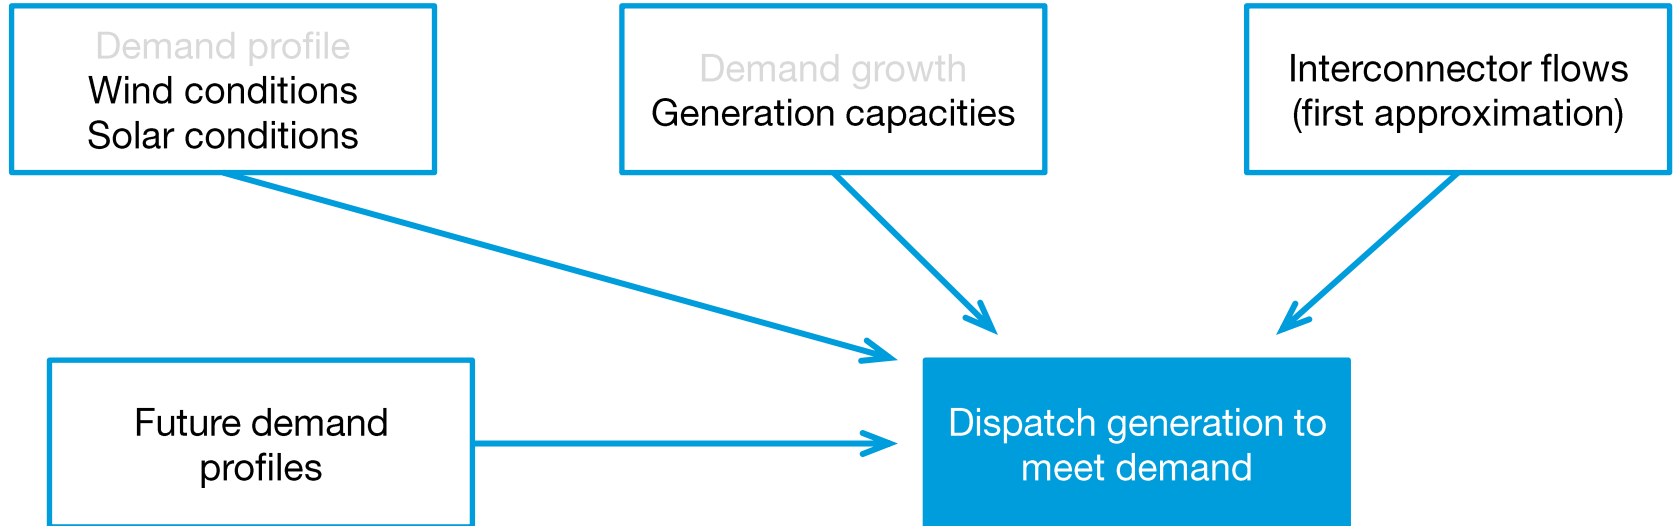 Demand profile
Wind conditions
Solar conditions
Demand growth
Generation capacities
Interconnector flows
(first approximation)
Future demand
profiles
Dispatch generation to
meet demand